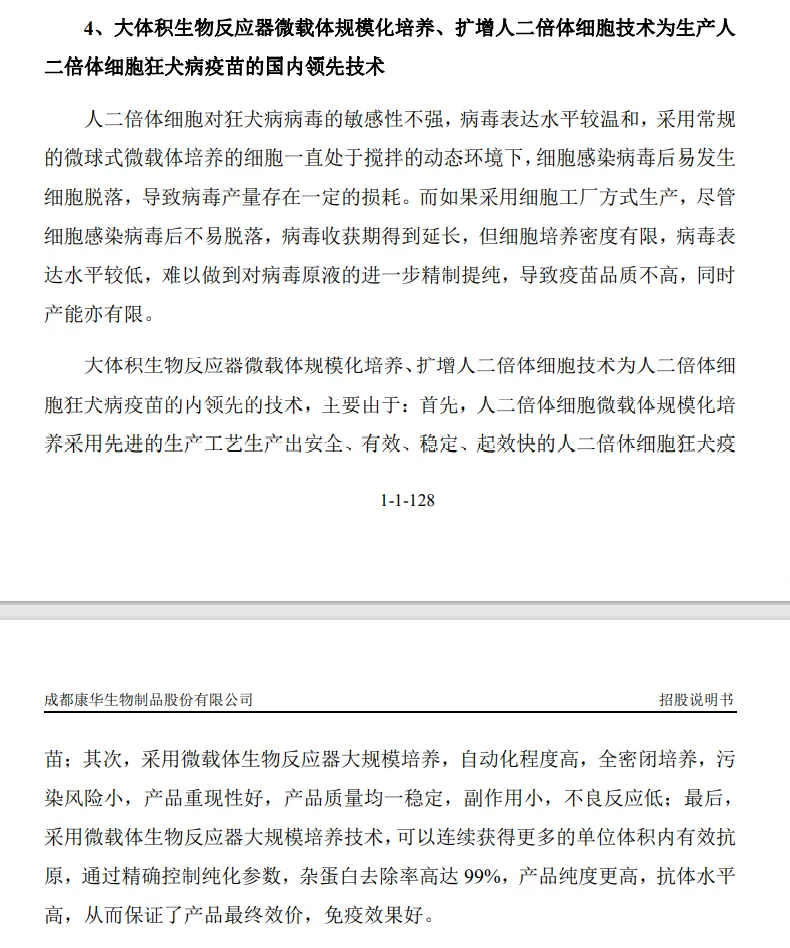 4、大体积生物反应器微载体规模化培养、扩增人二倍体细胞技术为生产人
二倍体细胞狂犬病疫苗的国内领先技术
人二倍体细胞对狂犬病病毒的敏感性不强，病毒表达水平较温和，采用常规
的微球式微载体培养的细胞一直处于搅拌的动态环境下，细胞感染病毒后易发生
细胞脱落，导致病毒产量存在一定的损耗。而如果采用细胞工厂方式生产，尽管
细胞感染病毒后不易脱落，病毒收获期得到延长，但细胞培养密度有限，病毒表
达水平较低，难以做到对病毒原液的进一步精制提纯，导致疫苗品质不高，同时
产能亦有限。
大体积生物反应器微载体规模化培养、扩增人二倍体细胞技术为人二倍体细
胞狂犬病疫苗的内领先的技术，主要由于：首先，人二倍体细胞微载体规模化培
养采用先进的生产工艺生产出安全、有效、稳定、起效快的人二倍体细胞狂犬疫
1-1-128
成都康华生物制品股份有限公司 招股说明书
苗；其次，采用微载体生物反应器大规模培养，自动化程度高，全密闭培养，污
染风险小，产品重现性好，产品质量均一稳定，副作用小，不良反应低；最后，
采用微载体生物反应器大规模培养技术，可以连续获得更多的单位体积内有效抗
原，通过精确控制纯化参数，杂蛋白去除率高达 99%，产品纯度更高，抗体水平
高，从而保证了产品最终效价，免疫效果好。